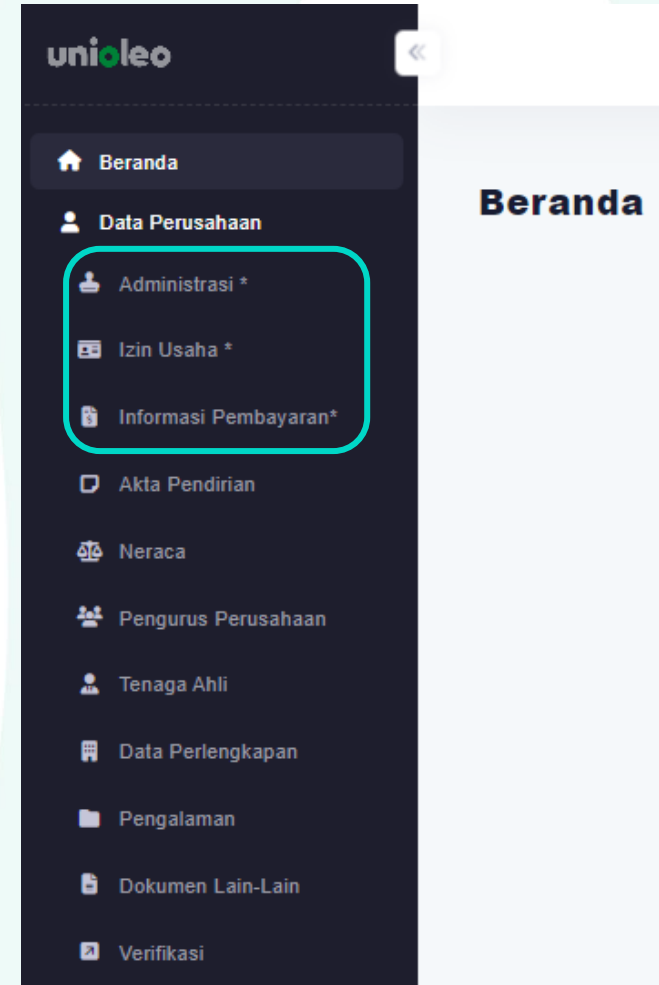 unioleo
Beranda
Data Perusahaan
Administrasi *
Izin Usaha *
Informasi Pembayaran*
Akta Pendirian
Neraca
Pengurus Perusahaan
Tenaga Ahli
Data Perlengkapan
Pengalaman
Dokumen Lain-Lain
Verifikasi
Beranda